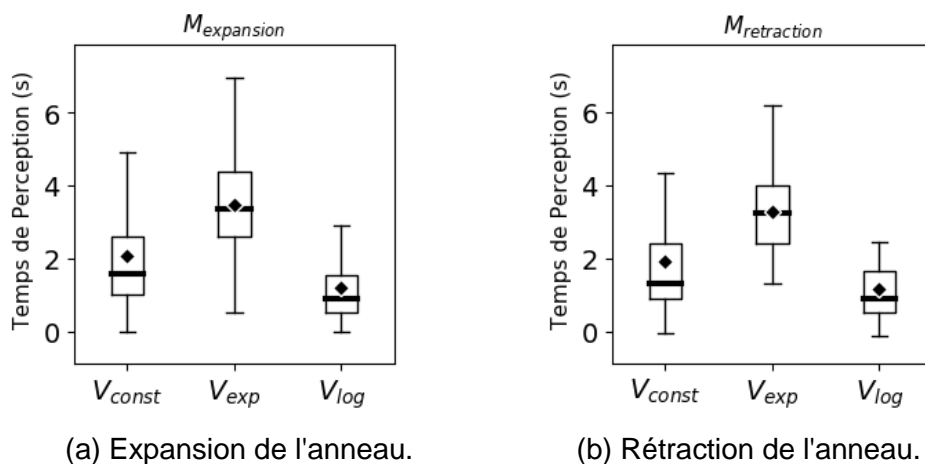 M_expansion
Temps de Perception (s)
6
4
2
0
V_const V_exp V_log
(a) Expansion de l'anneau.
M_retraction
Temps de Perception (s)
6
4
2
0
V_const V_exp V_log
(b) Rétraction de l'anneau.